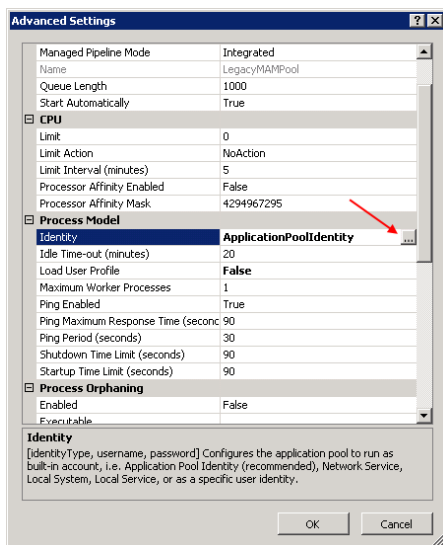 Advanced Settings
Managed Pipeline Mode Integrated
Name LegacyMAMPool
Queue Length 1000
Start Automatically True
CPU
Limit 0
Limit Action NoAction
Limit Interval (minutes) 5
Processor Affinity Enabled False
Processor Affinity Mask 4294967295
Process Model
Identity ApplicationPoolIdentity ...
Idle Time-out (minutes) 20
Load User Profile False
Maximum Worker Processes 1
Ping Enabled True
Ping Maximum Response Time (seconc 90
Ping Period (seconds) 30
Shutdown Time Limit (seconds) 90
Startup Time Limit (seconds) 90
Process Orphaning
Enabled False
Executable
Identity
[identityType, username, password] Configures the application pool to run as
built-in account, i.e. Application Pool Identity (recommended), Network Service,
Local System, Local Service, or as a specific user identity.
OK Cancel